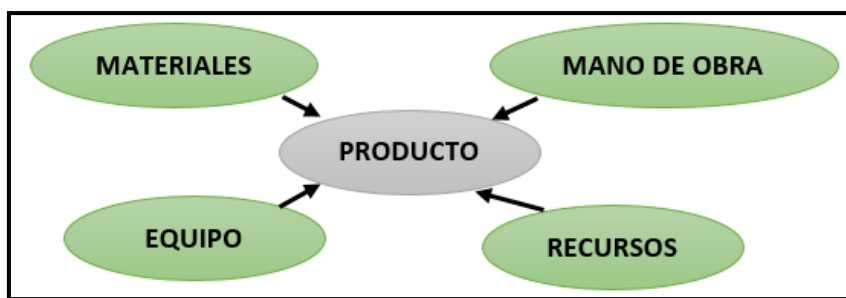 MATERIALES
MANO DE OBRA
PRODUCTO
EQUIPO
RECURSOS